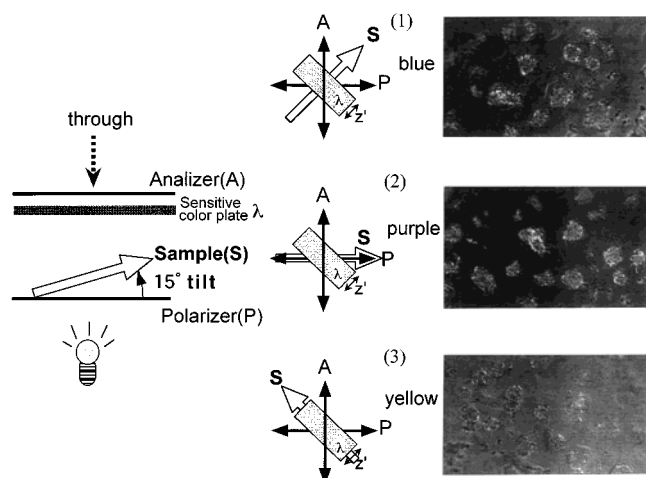 through
Analizer(A)
Sensitive
color plate λ
Sample(S)
15° tilt
Polarizer(P)
A
S
(1)
blue
P
λ
z'
A
(2)
purple
S
P
λ
z'
A
(3)
S
yellow
P
λ
z'